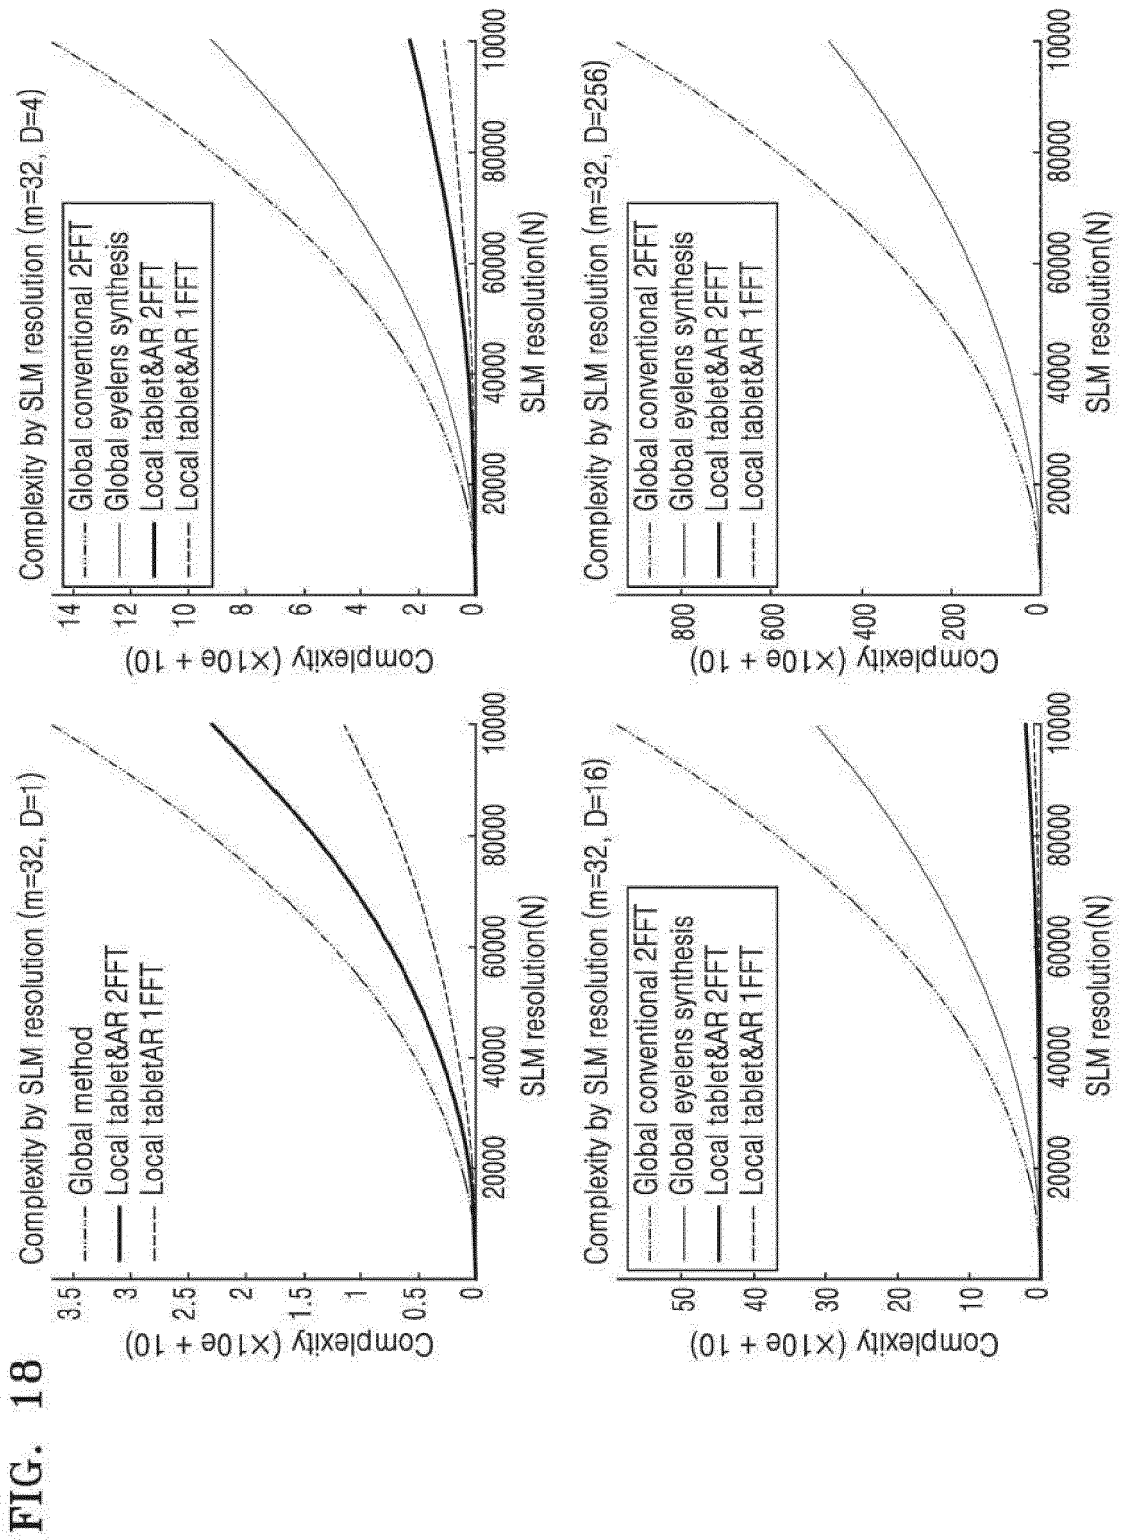 FIG. 18
Complexity by SLM resolution (m=32, D=1)
Global method
Local tablet&AR 2FFT
Local tabletAR 1FFT
Complexity (×10e + 10)
3.5
3
2.5
2
1.5
1
0.5
0
20000
40000
60000
80000
10000
SLM resolution(N)
Complexity by SLM resolution (m=32, D=4)
Global conventional 2FFT
Global eyelens synthesis
Local tablet&AR 2FFT
Local tablet&AR 1FFT
Complexity (×10e + 10)
14
12
10
8
6
4
2
0
20000
40000
60000
80000
10000
SLM resolution(N)
Complexity by SLM resolution (m=32, D=16)
Global conventional 2FFT
Global eyelens synthesis
Local tablet&AR 2FFT
Local tablet&AR 1FFT
Complexity (×10e + 10)
50
40
30
20
10
0
20000
40000
60000
80000
10000
SLM resolution(N)
Complexity by SLM resolution (m=32, D=256)
Global conventional 2FFT
Global eyelens synthesis
Local tablet&AR 2FFT
Local tablet&AR 1FFT
Complexity (×10e + 10)
800
600
400
200
0
20000
40000
60000
80000
10000
SLM resolution(N)